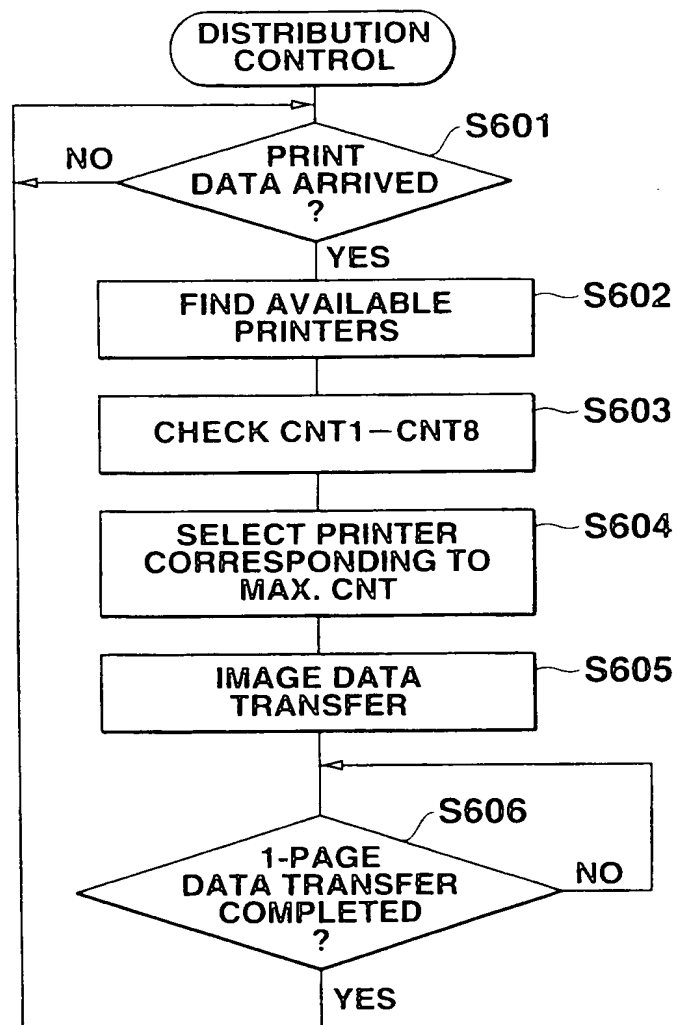 DISTRIBUTION
CONTROL
S601
NO
PRINT
DATA ARRIVED
?
YES
FIND AVAILABLE
PRINTERS
S602
CHECK CNT1—CNT8
S603
SELECT PRINTER
CORRESPONDING TO
MAX. CNT
S604
IMAGE DATA
TRANSFER
S605
S606
1-PAGE
DATA TRANSFER
COMPLETED
?
NO
YES